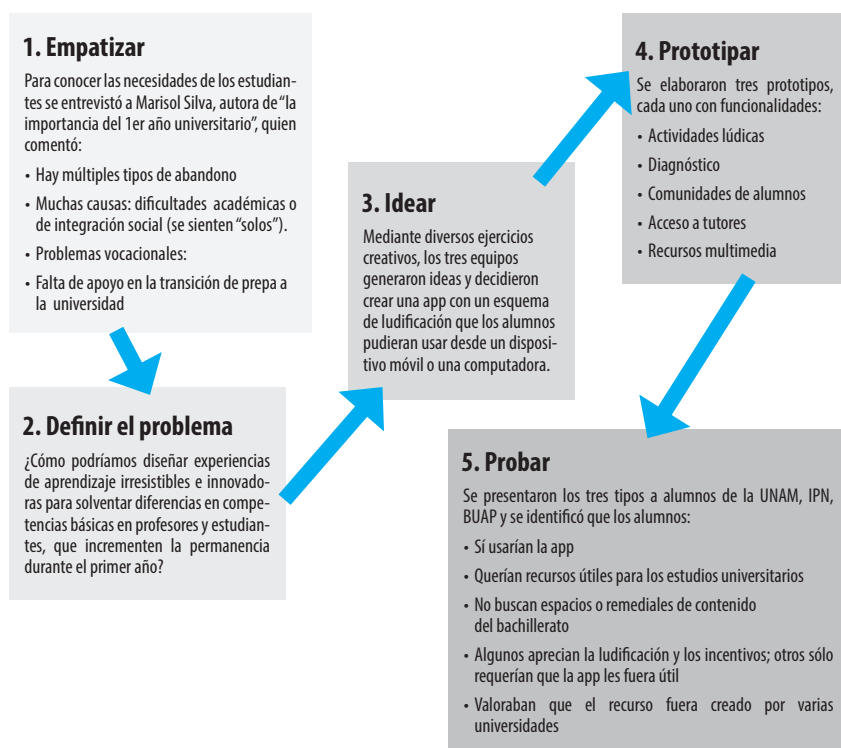 1. Empatizar
Para conocer las necesidades de los estudian-
tes se entrevistó a Marisol Silva, autora de “la
importancia del 1er año universitario”, quien
comentó:
• Hay múltiples tipos de abandono
• Muchas causas: dificultades académicas o
de integración social (se sienten “solos”).
• Problemas vocacionales:
• Falta de apoyo en la transición de prepa a
la universidad
2. Definir el problema
¿Cómo podríamos diseñar experiencias
de aprendizaje irresistibles e innovado-
ras para solventar diferencias en compe-
tencias básicas en profesores y estudian-
tes, que incrementen la permanencia
durante el primer año?
3. Idear
Mediante diversos ejercicios
creativos, los tres equipos
generaron ideas y decidieron
crear una app con un esquema
de ludificación que los alumnos
pudieran usar desde un disposi-
tivo móvil o una computadora.
4. Prototipar
Se elaboraron tres prototipos,
cada uno con funcionalidades:
• Actividades lúdicas
• Diagnóstico
• Comunidades de alumnos
• Acceso a tutores
• Recursos multimedia
5. Probar
Se presentaron los tres tipos a alumnos de la UNAM, IPN,
BUAP y se identificó que los alumnos:
• Sí usarían la app
• Querían recursos útiles para los estudios universitarios
• No buscan espacios o remediales de contenido
del bachillerato
• Algunos aprecian la ludificación y los incentivos; otros sólo
requerían que la app les fuera útil
• Valoraban que el recurso fuera creado por varias
universidades